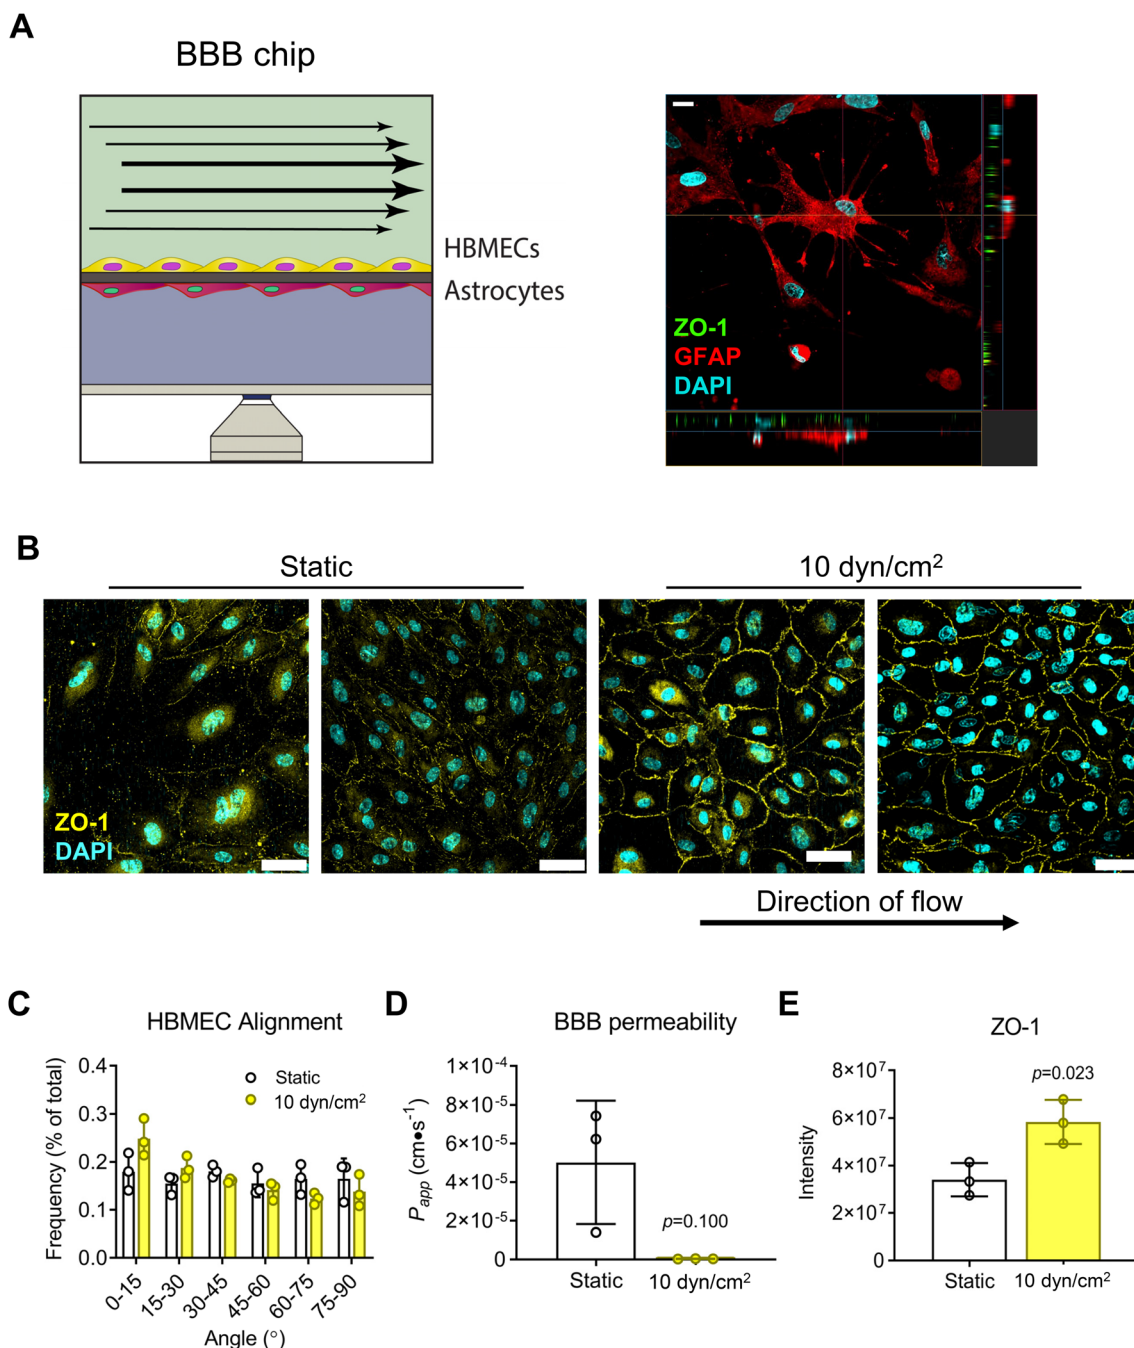 A
BBB chip
HBMECs
Astrocytes
ZO-1
GFAP
DAPI
B
Static
10 dyn/cm²
ZO-1
DAPI
Direction of flow
C
HBMEC Alignment
Frequency (% of total)
0.4
0.3
0.2
0.1
0.0
Static
10 dyn/cm²
0-15
15-30
30-45
45-60
60-75
75-90
Angle (°)
D
BBB permeability
Papp (cm•s⁻¹)
1×10⁻⁴
8×10⁻⁵
6×10⁻⁵
4×10⁻⁵
2×10⁻⁵
0
p=0.100
Static
10 dyn/cm²
E
ZO-1
Intensity
8×10⁷
6×10⁷
4×10⁷
2×10⁷
0
p=0.023
Static
10 dyn/cm²